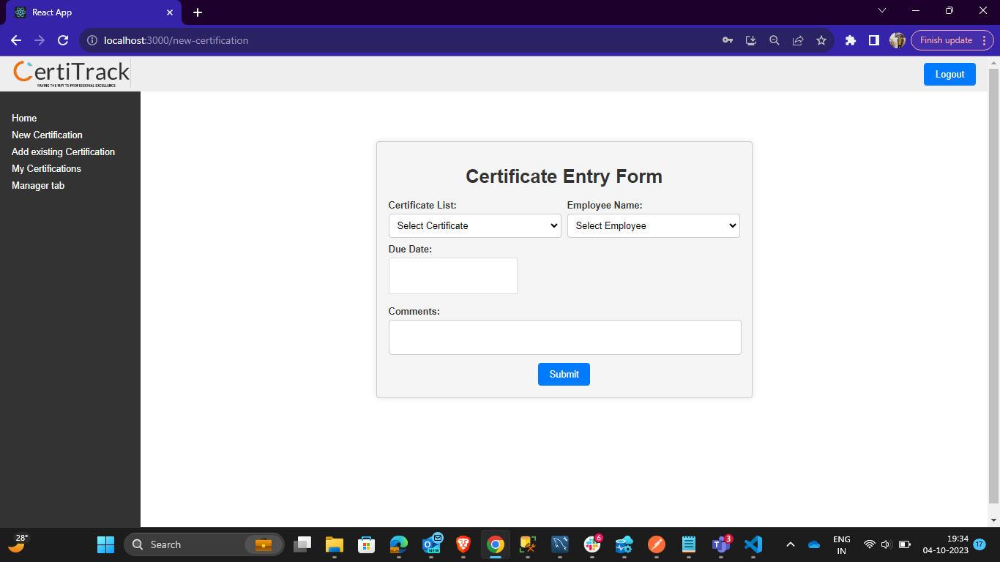 React App
localhost:3000/new-certification
Finish update
CertiTrack
PAVING THE WAY TO PROFESSIONAL EXCELLENCE
Logout
Home
New Certification
Add existing Certification
My Certifications
Manager tab
Certificate Entry Form
Certificate List: Employee Name:
Select Certificate Select Employee
Due Date:
Comments:
Submit
28°
Search
NEW
6
3
ENG
IN
19:34
04-10-2023
17